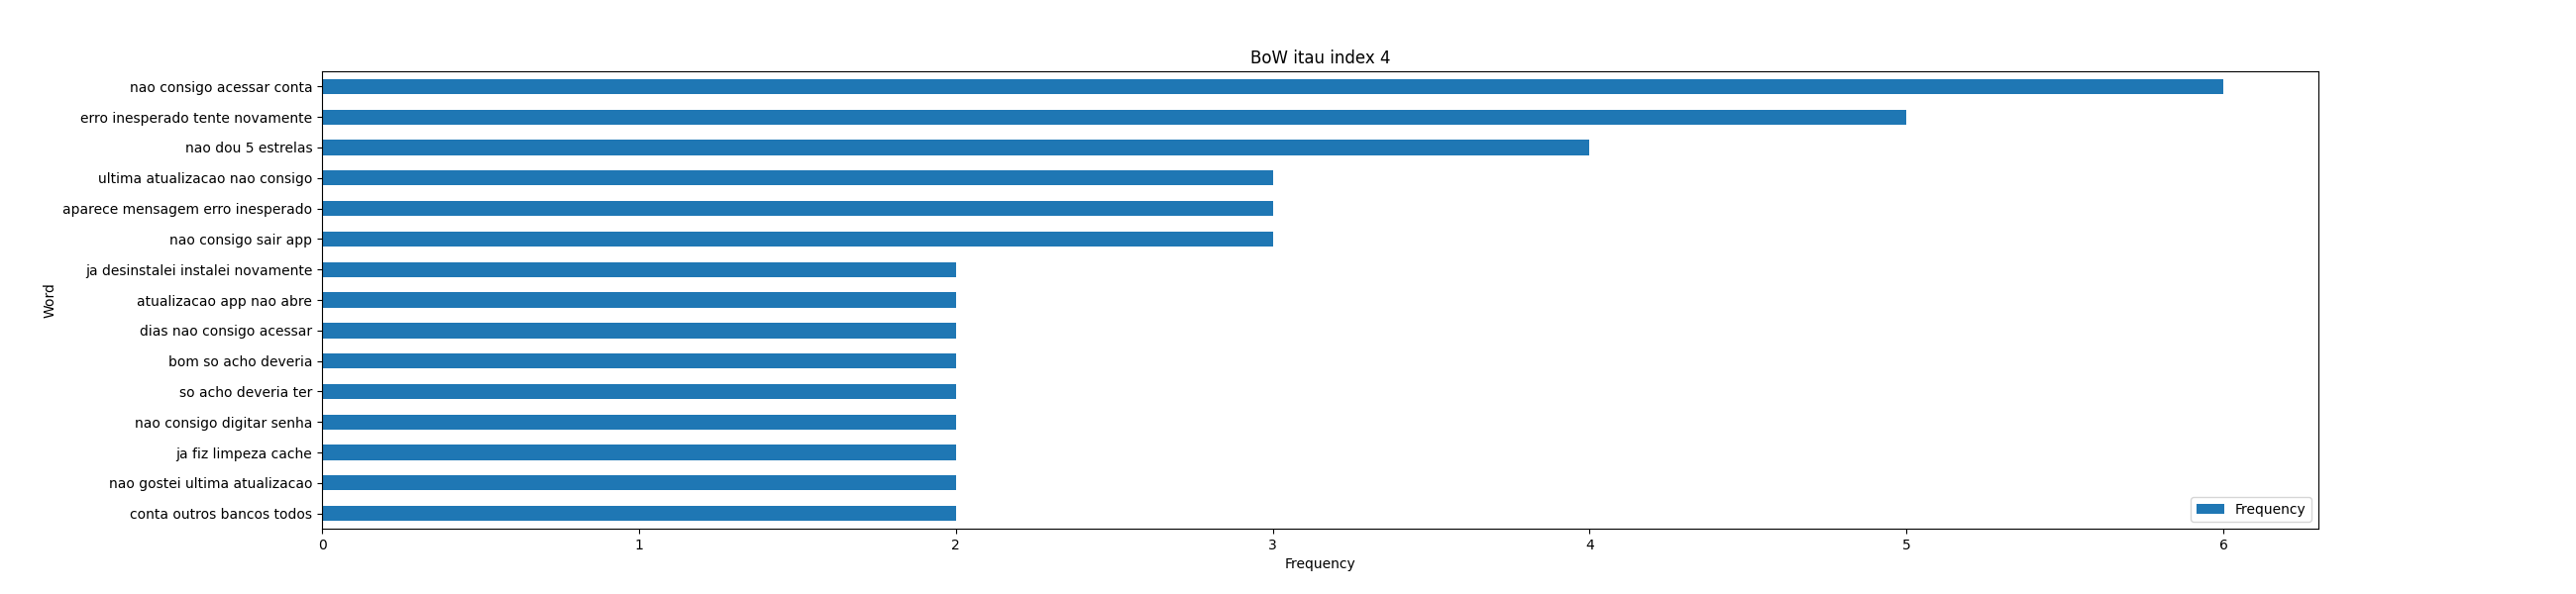 BoW itau index 4
nao consigo acessar conta
erro inesperado tente novamente
nao dou 5 estrelas
ultima atualizacao nao consigo
aparece mensagem erro inesperado
nao consigo sair app
ja desinstalei instalei novamente
atualizacao app nao abre
dias nao consigo acessar
bom so acho deveria
so acho deveria ter
nao consigo digitar senha
ja fiz limpeza cache
nao gostei ultima atualizacao
conta outros bancos todos
Word
Frequency
0 1 2 3 4 5 6
Frequency